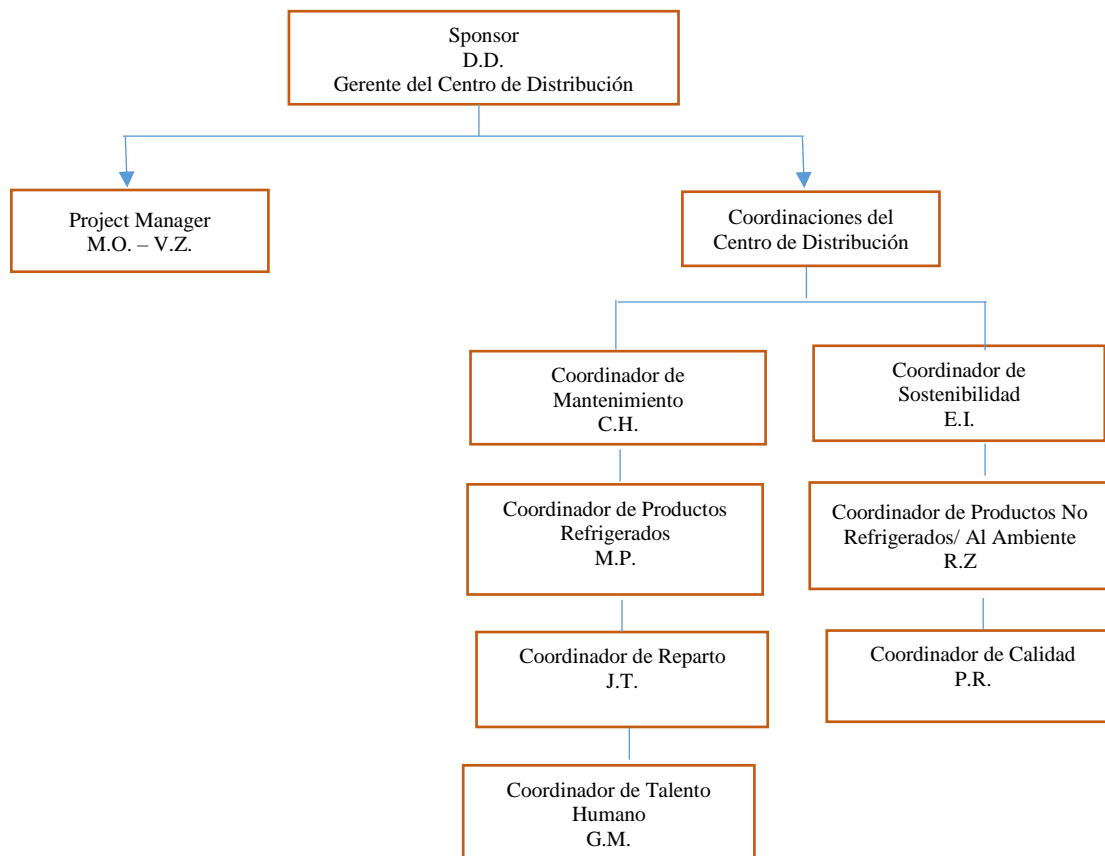 Sponsor
D.D.
Gerente del Centro de Distribución
Project Manager
M.O. – V.Z.
Coordinaciones del
Centro de Distribución
Coordinador de
Mantenimiento
C.H.
Coordinador de
Sostenibilidad
E.I.
Coordinador de Productos
Refrigerados
M.P.
Coordinador de Productos No
Refrigerados/ Al Ambiente
R.Z
Coordinador de Reparto
J.T.
Coordinador de Calidad
P.R.
Coordinador de Talento
Humano
G.M.